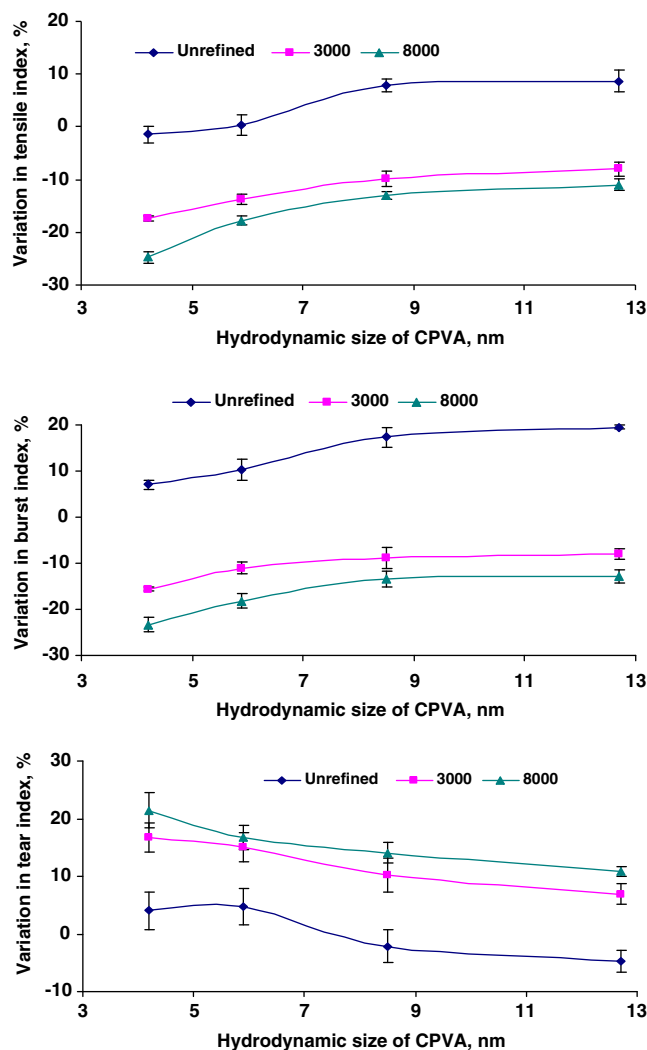 20
Unrefined 3000 8000
10
0
-10
-20
-30
Variation in tensile index, %
3 5 7 9 11 13
Hydrodynamic size of CPVA, nm
Unrefined 3000 8000
20
10
0
-10
-20
-30
Variation in burst index, %
3 5 7 9 11 13
Hydrodynamic size of CPVA, nm
30
Unrefined 3000 8000
20
10
0
-10
Variation in tear index, %
3 5 7 9 11 13
Hydrodynamic size of CPVA, nm